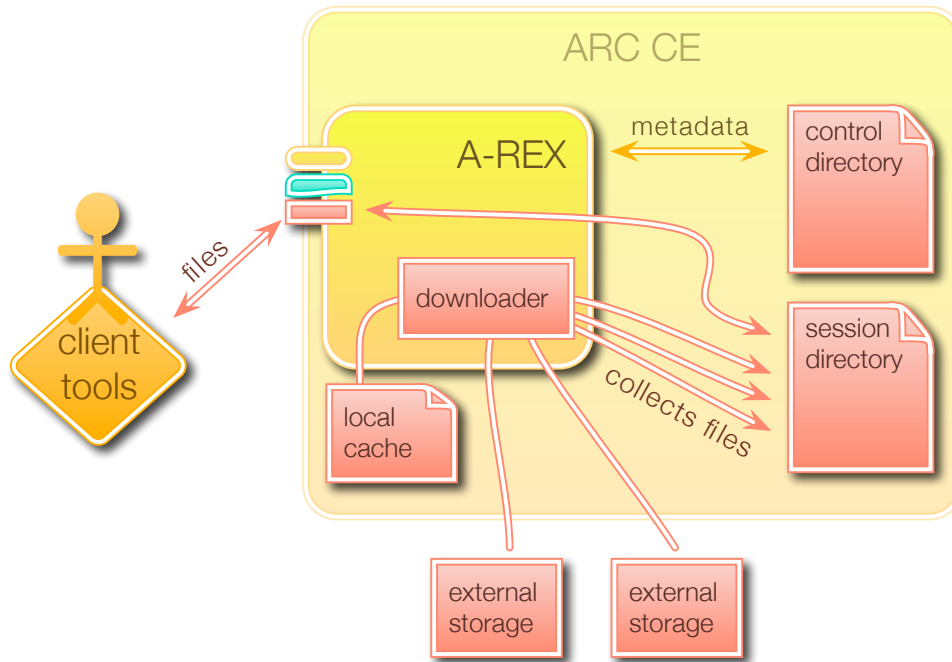 ARC CE
A-REX
metadata
control
directory
files
client
tools
downloader
session
directory
collects files
local
cache
external
storage
external
storage